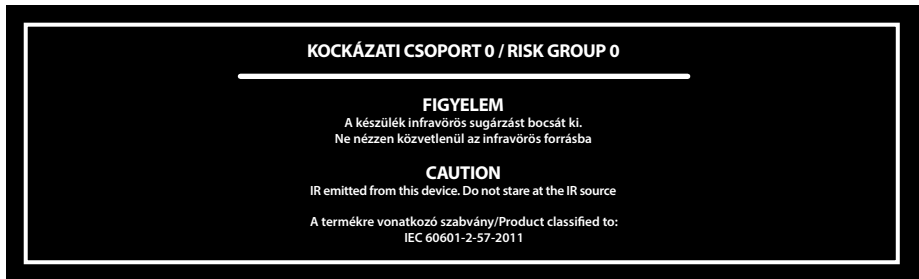 KOCKÁZATI CSOPORT 0 / RISK GROUP 0
FIGYELEM
A készülék infravörös sugárzást bocsát ki.
Ne nézzen közvetlenül az infravörös forrásba
CAUTION
IR emitted from this device. Do not stare at the IR source
A termékre vonatkozó szabvány/Product classified to:
IEC 60601-2-57-2011